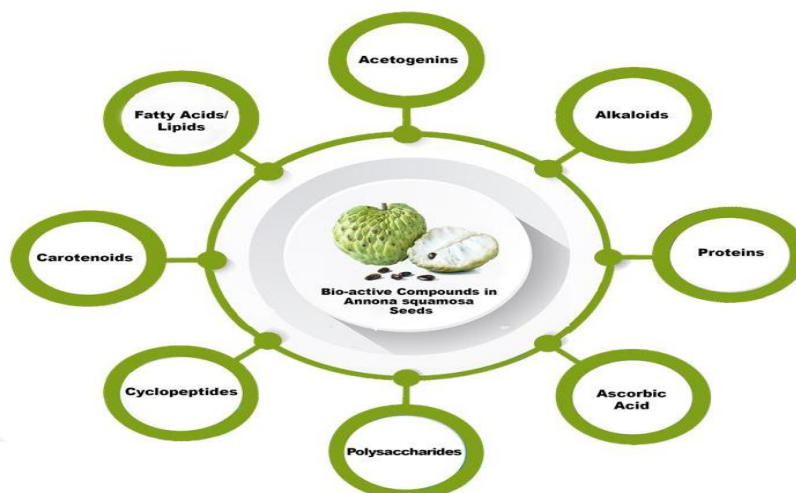 Acetogenins
Fatty Acids/
Lipids
Alkaloids
Carotenoids
Proteins
Bio-active Compounds in
Annona squamosa
Seeds
Cyclopeptides
Ascorbic
Acid
Polysaccharides